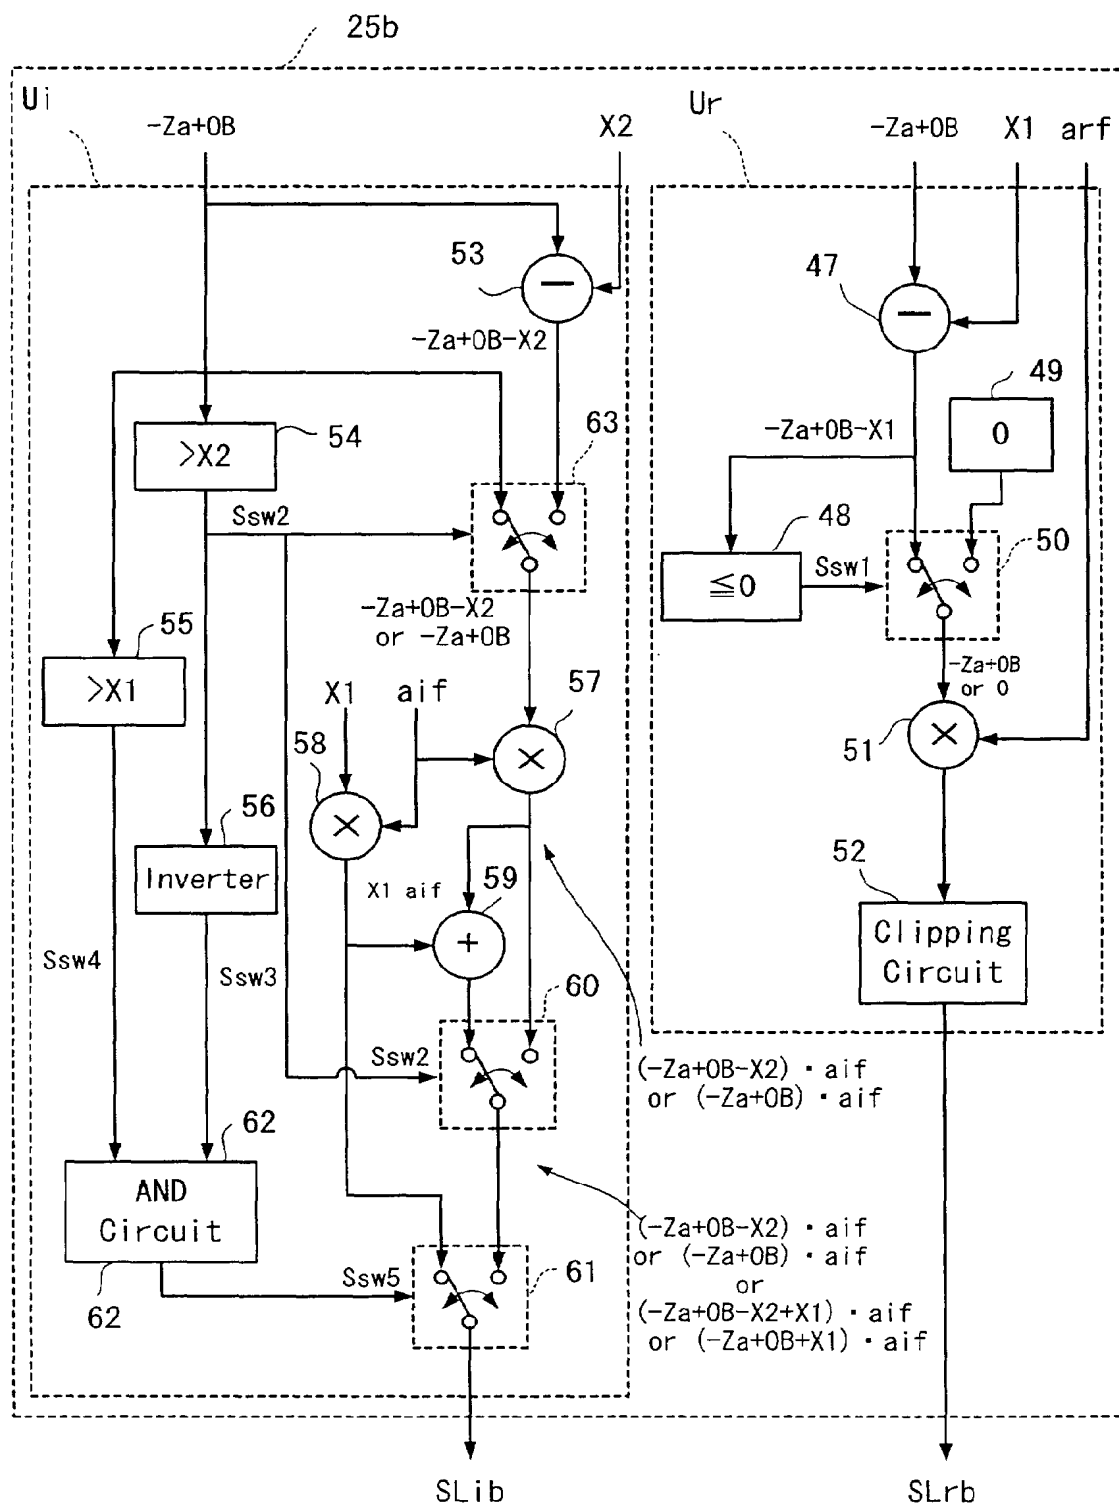 25b
Ui
-Za+OB
X2
Ur
-Za+OB
X1
arf
53
−
-Za+OB-X2
47
−
49
0
>X2
54
63
-Za+OB-X1
Ssw2
48
≦0
Ssw1
50
-Za+OB-X2
or -Za+OB
55
>X1
X1
aif
57
×
58
×
-Za+OB
or 0
51
×
56
Inverter
X1 aif
59
+
52
Clipping
Circuit
Ssw4
Ssw3
60
Ssw2
(-Za+OB-X2)・aif
or (-Za+OB)・aif
62
AND
Circuit
62
Ssw5
61
(-Za+OB-X2)・aif
or (-Za+OB)・aif
or
(-Za+OB-X2+X1)・aif
or (-Za+OB+X1)・aif
SLib
SLrb